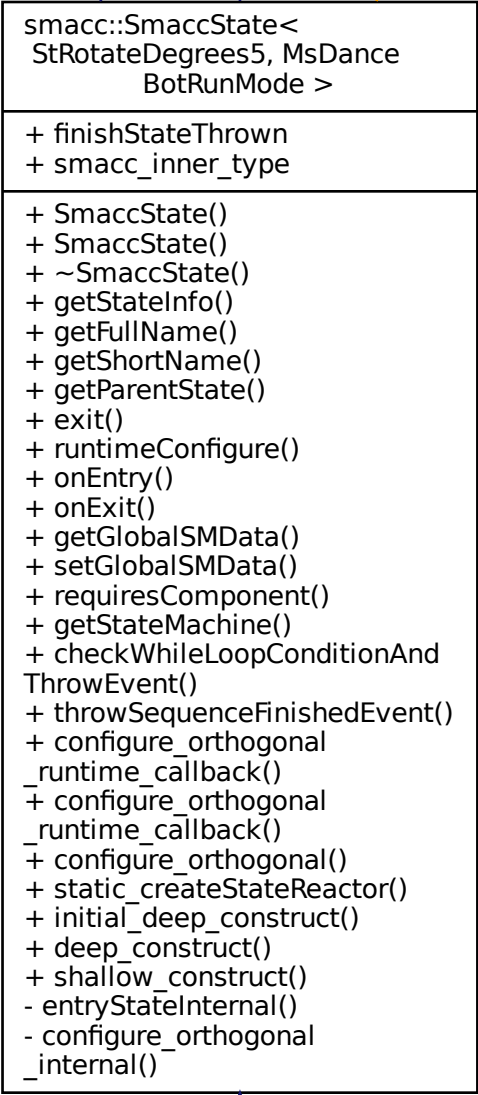 smacc::SmaccState<
StRotateDegrees5, MsDance
BotRunMode >
+ finishStateThrown
+ smacc_inner_type
+ SmaccState()
+ SmaccState()
+ ~SmaccState()
+ getStateInfo()
+ getFullName()
+ getShortName()
+ getParentState()
+ exit()
+ runtimeConfigure()
+ onEntry()
+ onExit()
+ getGlobalSMData()
+ setGlobalSMData()
+ requiresComponent()
+ getStateMachine()
+ checkWhileLoopConditionAnd
ThrowEvent()
+ throwSequenceFinishedEvent()
+ configure_orthogonal
_runtime_callback()
+ configure_orthogonal
_runtime_callback()
+ configure_orthogonal()
+ static_createStateReactor()
+ initial_deep_construct()
+ deep_construct()
+ shallow_construct()
- entryStateInternal()
- configure_orthogonal
_internal()